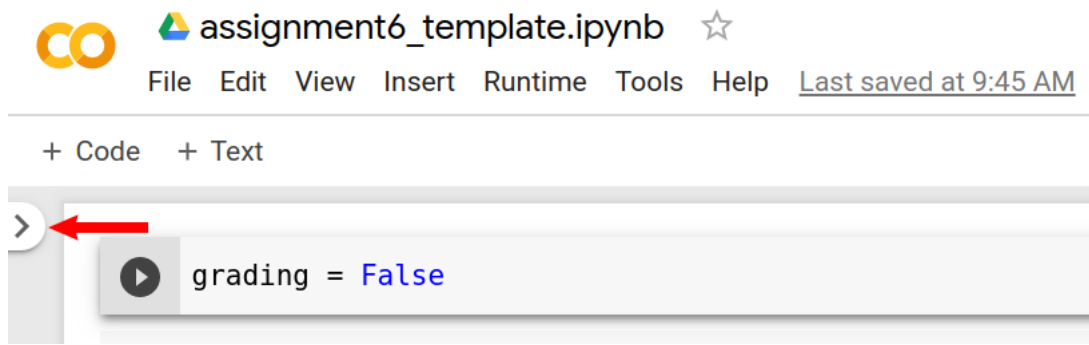 assignment6_template.ipynb
File Edit View Insert Runtime Tools Help Last saved at 9:45 AM
+ Code + Text
grading = False